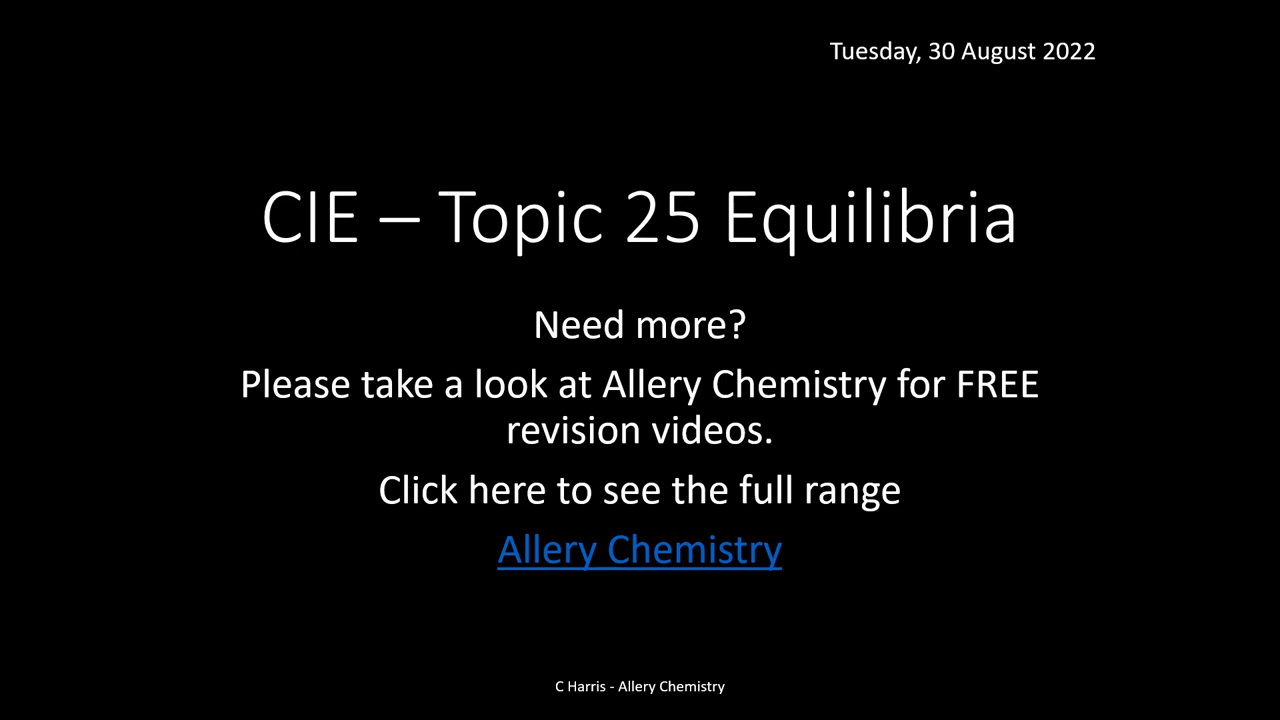 Tuesday, 30 August 2022
CIE – Topic 25 Equilibria
Need more?
Please take a look at Allery Chemistry for FREE
revision videos.
Click here to see the full range
Allery Chemistry
C Harris - Allery Chemistry